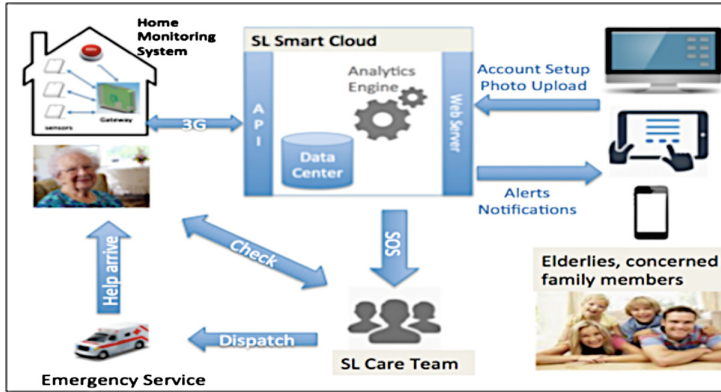 Home
Monitoring
System
sensors
Gateway
3G
SL Smart Cloud
API
Analytics
Engine
Data
Center
Web Server
Account Setup
Photo Upload
Alerts
Notifications
SOS
Check
Help arrive
Dispatch
Elderlies, concerned
family members
SL Care Team
Emergency Service